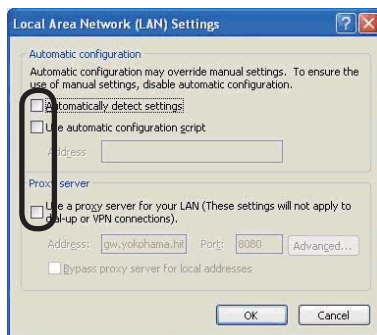 Local Area Network (LAN) Settings
Automatic configuration
Automatic configuration may override manual settings. To ensure the
use of manual settings, disable automatic configuration.
Automatically detect settings
Use automatic configuration script
Address
Proxy server
Use a proxy server for your LAN (These settings will not apply to
dial-up or VPN connections).
Address: gw.yokohama.hit Port: 8080 Advanced...
Bypass proxy server for local addresses
OK Cancel